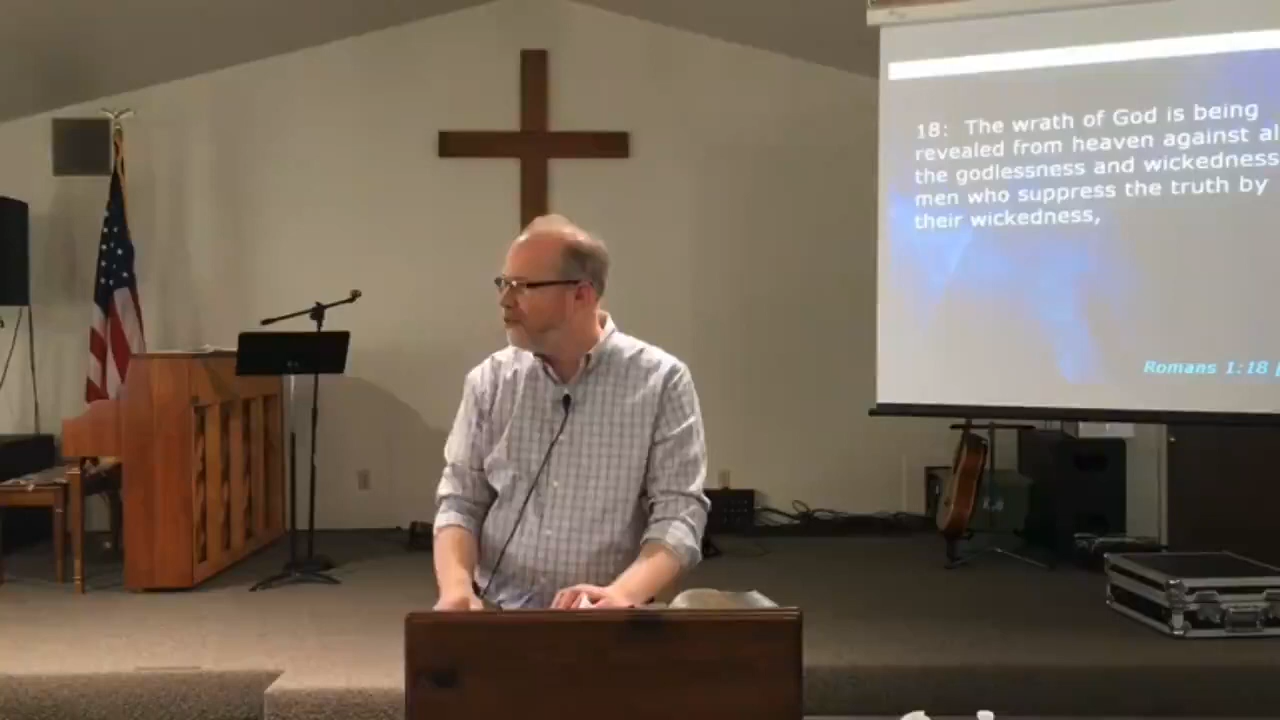 18: The wrath of God is being
revealed from heaven against al
the godlessness and wickedness
men who suppress the truth by
their wickedness,
Romans 1:18